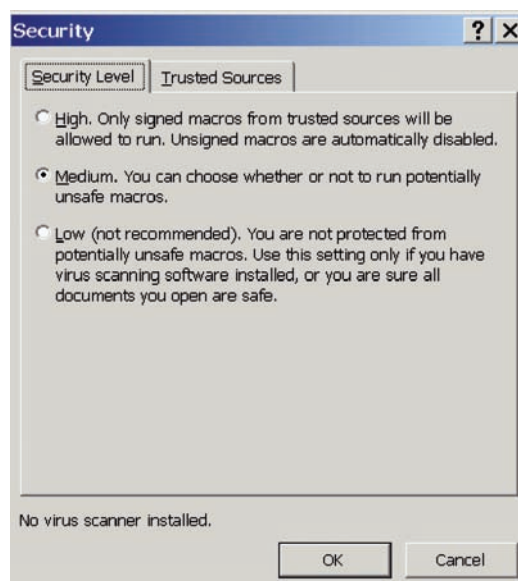 Security
Security Level
Trusted Sources
High. Only signed macros from trusted sources will be
allowed to run. Unsigned macros are automatically disabled.
Medium. You can choose whether or not to run potentially
unsafe macros.
Low (not recommended). You are not protected from
potentially unsafe macros. Use this setting only if you have
virus scanning software installed, or you are sure all
documents you open are safe.
No virus scanner installed.
OK
Cancel